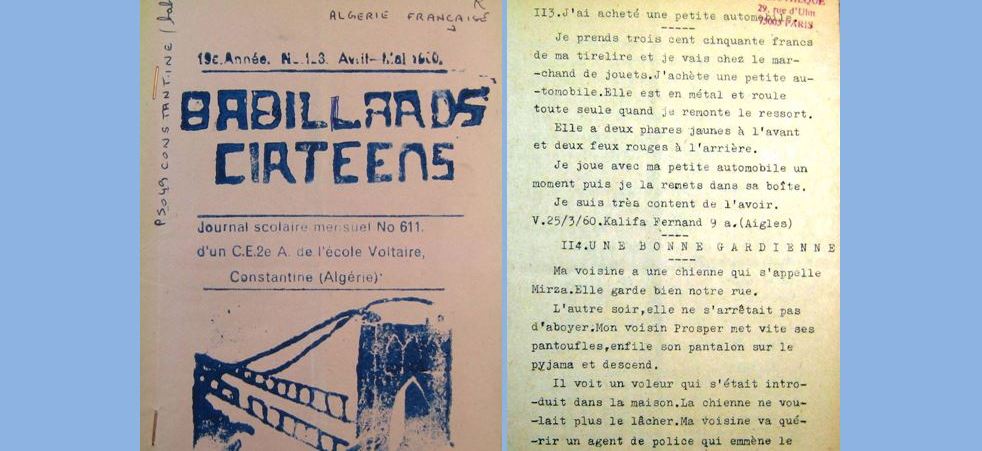 ALGERIE FRANÇAISE
PS049 CONSTANTINE
19e.Année. N 1-3 Avril-Mai 1960.
BABILLARDS
CIRTEENS
Journal scolaire mensuel No 611.
d'un C.E.2e A. de l'école Voltaire,
Constantine (Algérie)
29, rue d'Ulm
75005 PARIS
II3.J'ai acheté une petite automobile.
Je prends trois cent cinquante francs
de ma tirelire et je vais chez le mar-
-chand de jouets.J'achète une petite au-
-tomobile.Elle est en métal et roule
toute seule quand je remonte le ressort.
Elle a deux phares jaunes à l'avant
et deux feux rouges à l'arrière.
Je joue avec ma petite automobile un
moment puis je la remets dans sa boîte.
Je suis très content de l'avoir.
V.25/3/60.Kalifa Fernand 9 a.(Aigles)
II4.UNE BONNE GARDIENNE
Ma voisine a une chienne qui s'appelle
Mirza.Elle garde bien notre rue.
L'autre soir,elle ne s'arrêtait pas
d'aboyer.Mon voisin Prosper met vite ses
pantoufles,enfile son pantalon sur le
pyjama et descend.
Il voit un voleur qui s'était intro-
-duit dans la maison.La chienne ne vou-
-lait plus le lâcher.Ma voisine va qué-
-rir un agent de police qui emmène le